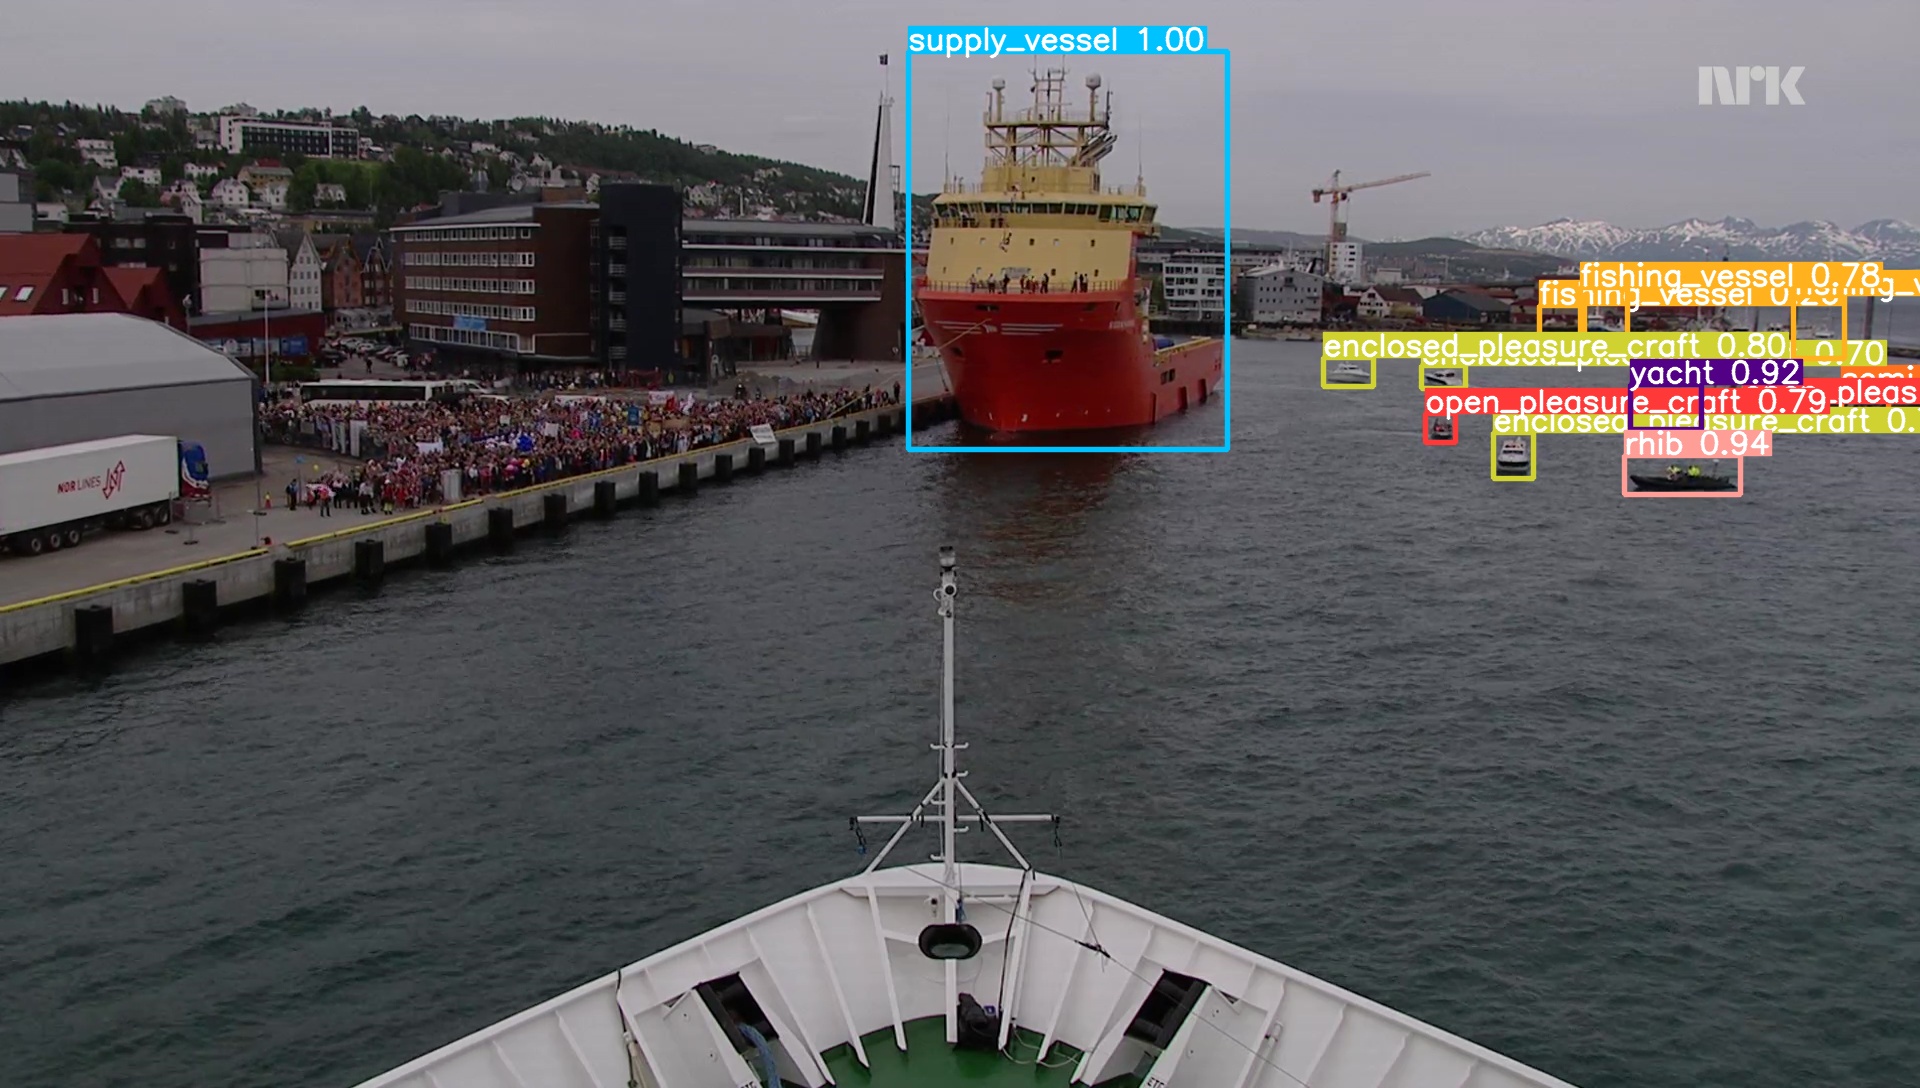 supply_vessel 1.00
NRK
fishing_vessel 0.78
enclosed_pleasure_craft 0.80
0.70
yacht 0.92
open_pleasure_craft 0.79
pleas
enclosed_pleasure_craft 0.
rhib 0.94
NOR LINES